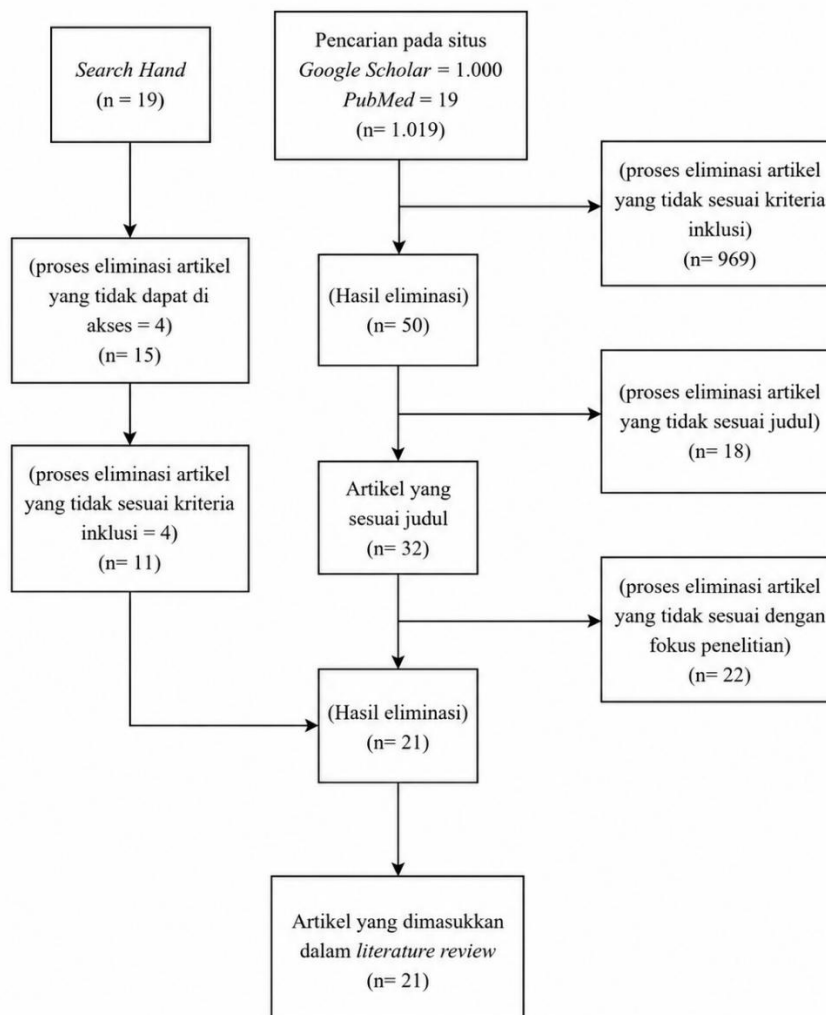 Search Hand
(n = 19)
Pencarian pada situs
Google Scholar = 1.000
PubMed = 19
(n= 1.019)
(proses eliminasi artikel
yang tidak sesuai kriteria
inklusi)
(n= 969)
(proses eliminasi artikel
yang tidak dapat di
akses = 4)
(n= 15)
(Hasil eliminasi)
(n= 50)
(proses eliminasi artikel
yang tidak sesuai judul)
(n= 18)
(proses eliminasi artikel
yang tidak sesuai kriteria
inklusi = 4)
(n= 11)
Artikel yang
sesuai judul
(n= 32)
(proses eliminasi artikel
yang tidak sesuai dengan
fokus penelitian)
(n= 22)
(Hasil eliminasi)
(n= 21)
Artikel yang dimasukkan
dalam literature review
(n= 21)